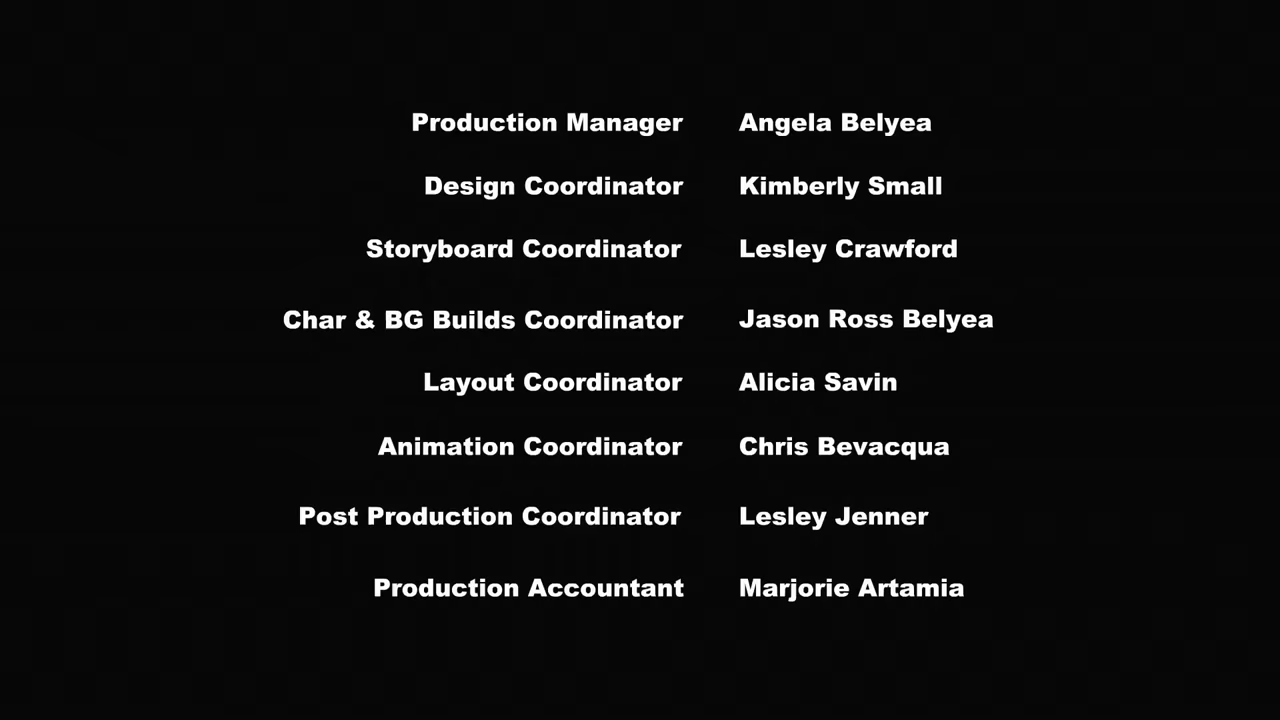 Production Manager Angela Belyea
Design Coordinator Kimberly Small
Storyboard Coordinator Lesley Crawford
Char & BG Builds Coordinator Jason Ross Belyea
Layout Coordinator Alicia Savin
Animation Coordinator Chris Bevacqua
Post Production Coordinator Lesley Jenner
Production Accountant Marjorie Artamia